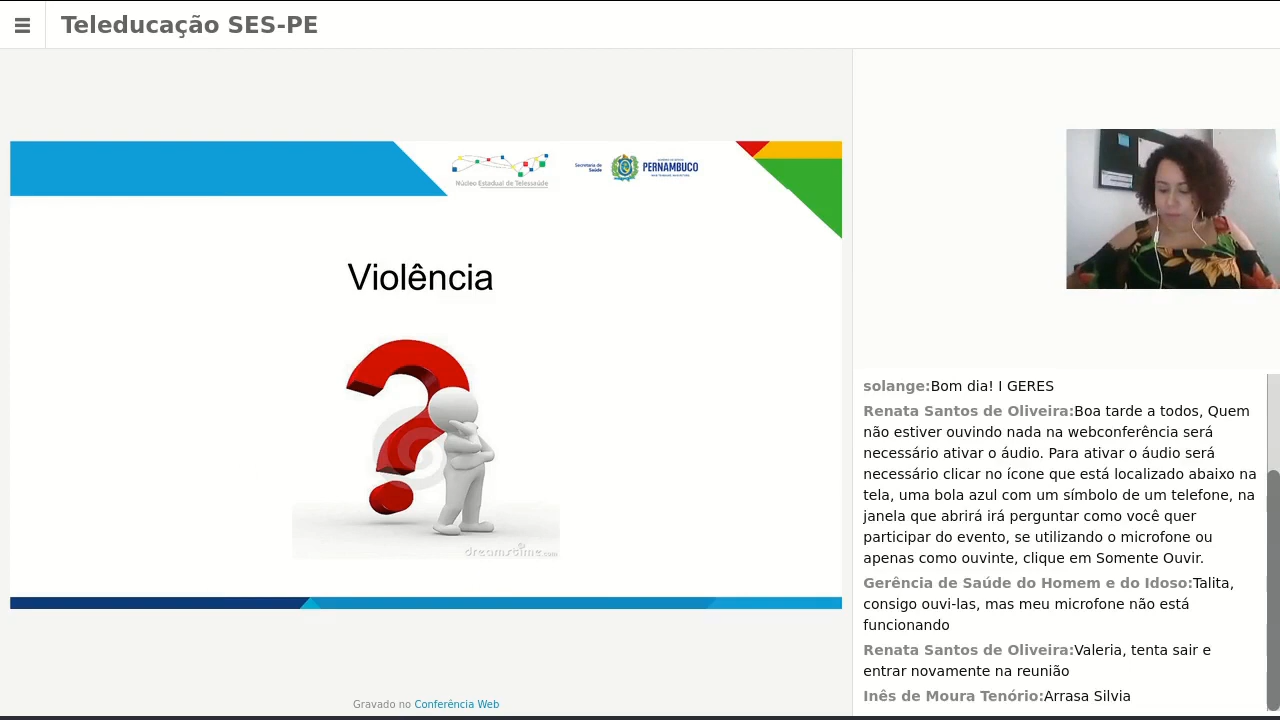 Teleducação SES-PE
Núcleo Estadual de Telessaúde
Secretaria de
Saúde
PERNAMBUCO
Violência
dreamstime.com
Gravado no Conferência Web
solange:Bom dia! I GERES
Renata Santos de Oliveira:Boa tarde a todos, Quem
não estiver ouvindo nada na webconferência será
necessário ativar o áudio. Para ativar o áudio será
necessário clicar no ícone que está localizado abaixo na
tela, uma bola azul com um símbolo de um telefone, na
janela que abrirá irá perguntar como você quer
participar do evento, se utilizando o microfone ou
apenas como ouvinte, clique em Somente Ouvir.
Gerência de Saúde do Homem e do Idoso:Talita,
consigo ouvi-las, mas meu microfone não está
funcionando
Renata Santos de Oliveira:Valeria, tenta sair e
entrar novamente na reunião
Inês de Moura Tenório:Arrasa Silvia